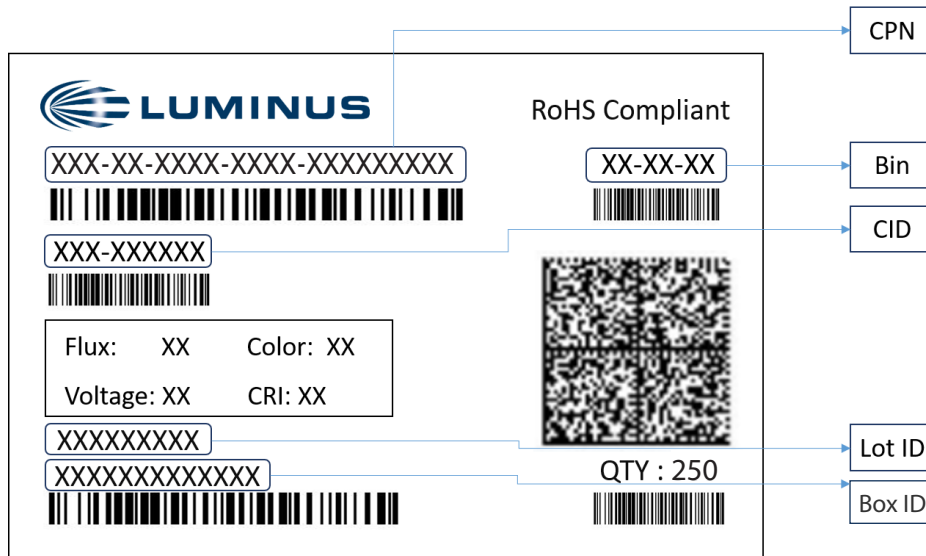 CPN
LUMINUS
RoHS Compliant
XXX-XX-XXXX-XXXX-XXXXXXXXX
XX-XX-XX
Bin
XXX-XXXXXX
CID
Flux: XX Color: XX
Voltage: XX CRI: XX
XXXXXXXXX
Lot ID
XXXXXXXXXXXXX
QTY : 250
Box ID